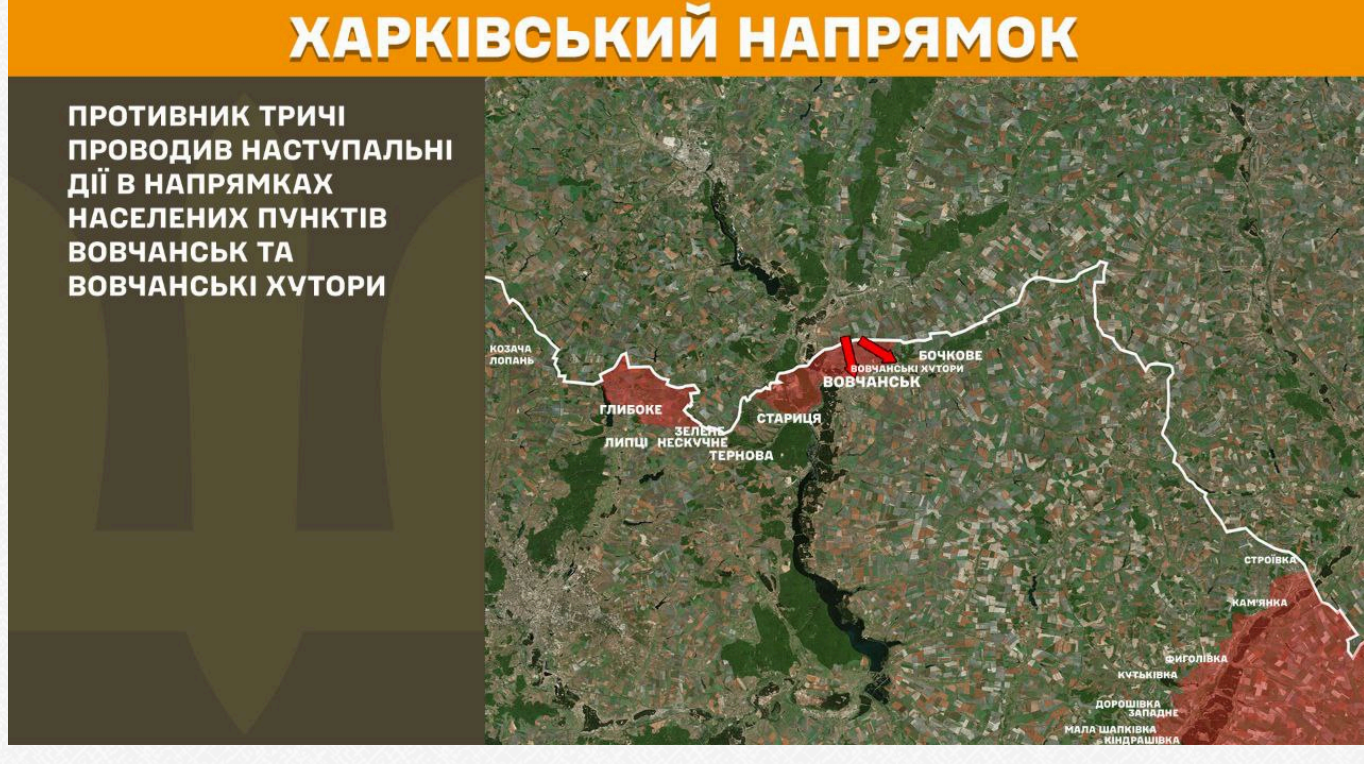 ХАРКІВСЬКИЙ НАПРЯМОК
ПРОТИВНИК ТРИЧІ
ПРОВОДИВ НАСТУПАЛЬНІ
ДІЇ В НАПРЯМКАХ
НАСЕЛЕНИХ ПУНКТІВ
ВОВЧАНСЬК ТА
ВОВЧАНСЬКІ ХУТОРИ
КОЗАЧА
ЛОПАНЬ
БОЧКОВЕ
ВОВЧАНСЬКІ ХУТОРИ
ВОВЧАНСЬК
ГЛИБОКЕ
СТАРИЦЯ
ЗЕЛЕНЕ
ЛИПЦІ НЕСКУЧНЕ
ТЕРНОВА
СТРОЇВКА
КАМ'ЯНКА
ФИГОЛІВКА
КУТЬКІВКА
ДОРОШІВКА
ЗАПАДНЕ
МАЛА ШАПКІВКА
КІНДРАШІВКА